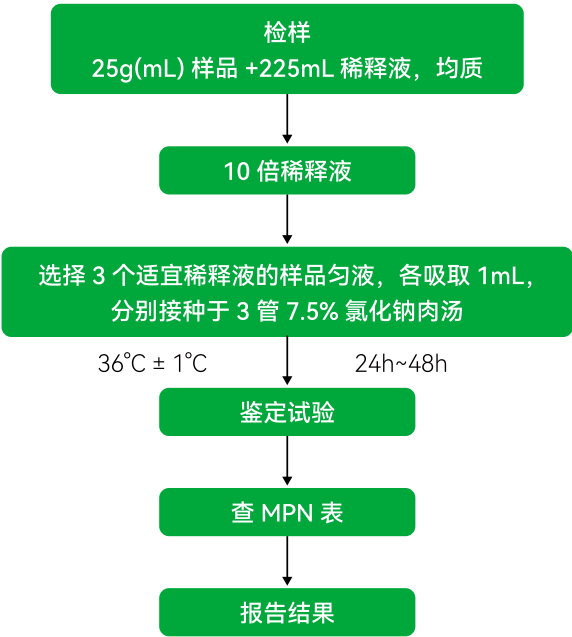 检样
25g(mL) 样品 +225mL 稀释液，均质
10 倍稀释液
选择 3 个适宜稀释液的样品匀液，各吸取 1mL，
分别接种于 3 管 7.5% 氯化钠肉汤
36℃ ± 1℃ 24h~48h
鉴定试验
查 MPN 表
报告结果